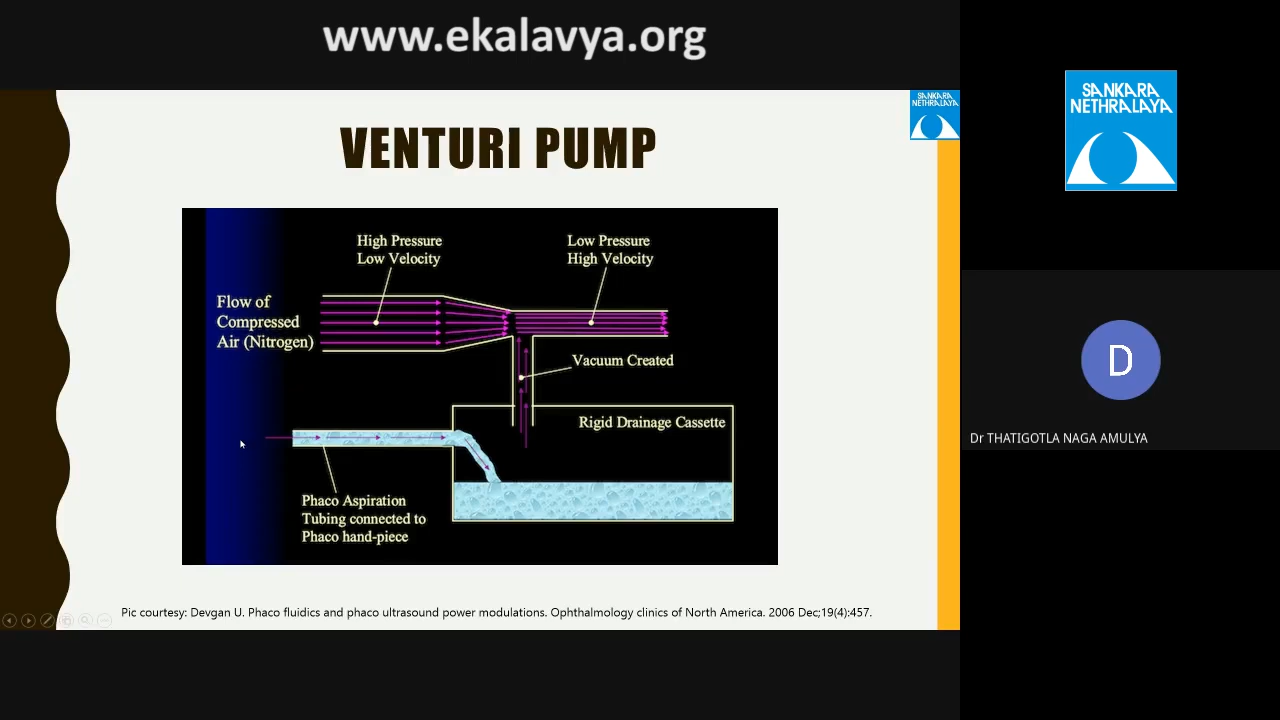 www.ekalavya.org
SANKARA
NETHRALAYA
VENTURI PUMP
High Pressure
Low Velocity
Low Pressure
High Velocity
Flow of
Compressed
Air (Nitrogen)
Vacuum Created
Rigid Drainage Cassette
Phaco Aspiration
Tubing connected to
Phaco hand-piece
Pic courtesy: Devgan U. Phaco fluidics and phaco ultrasound power modulations. Ophthalmology clinics of North America. 2006 Dec;19(4):457.
SANKARA
NETHRALAYA
D
Dr THATIGOTLA NAGA AMULYA